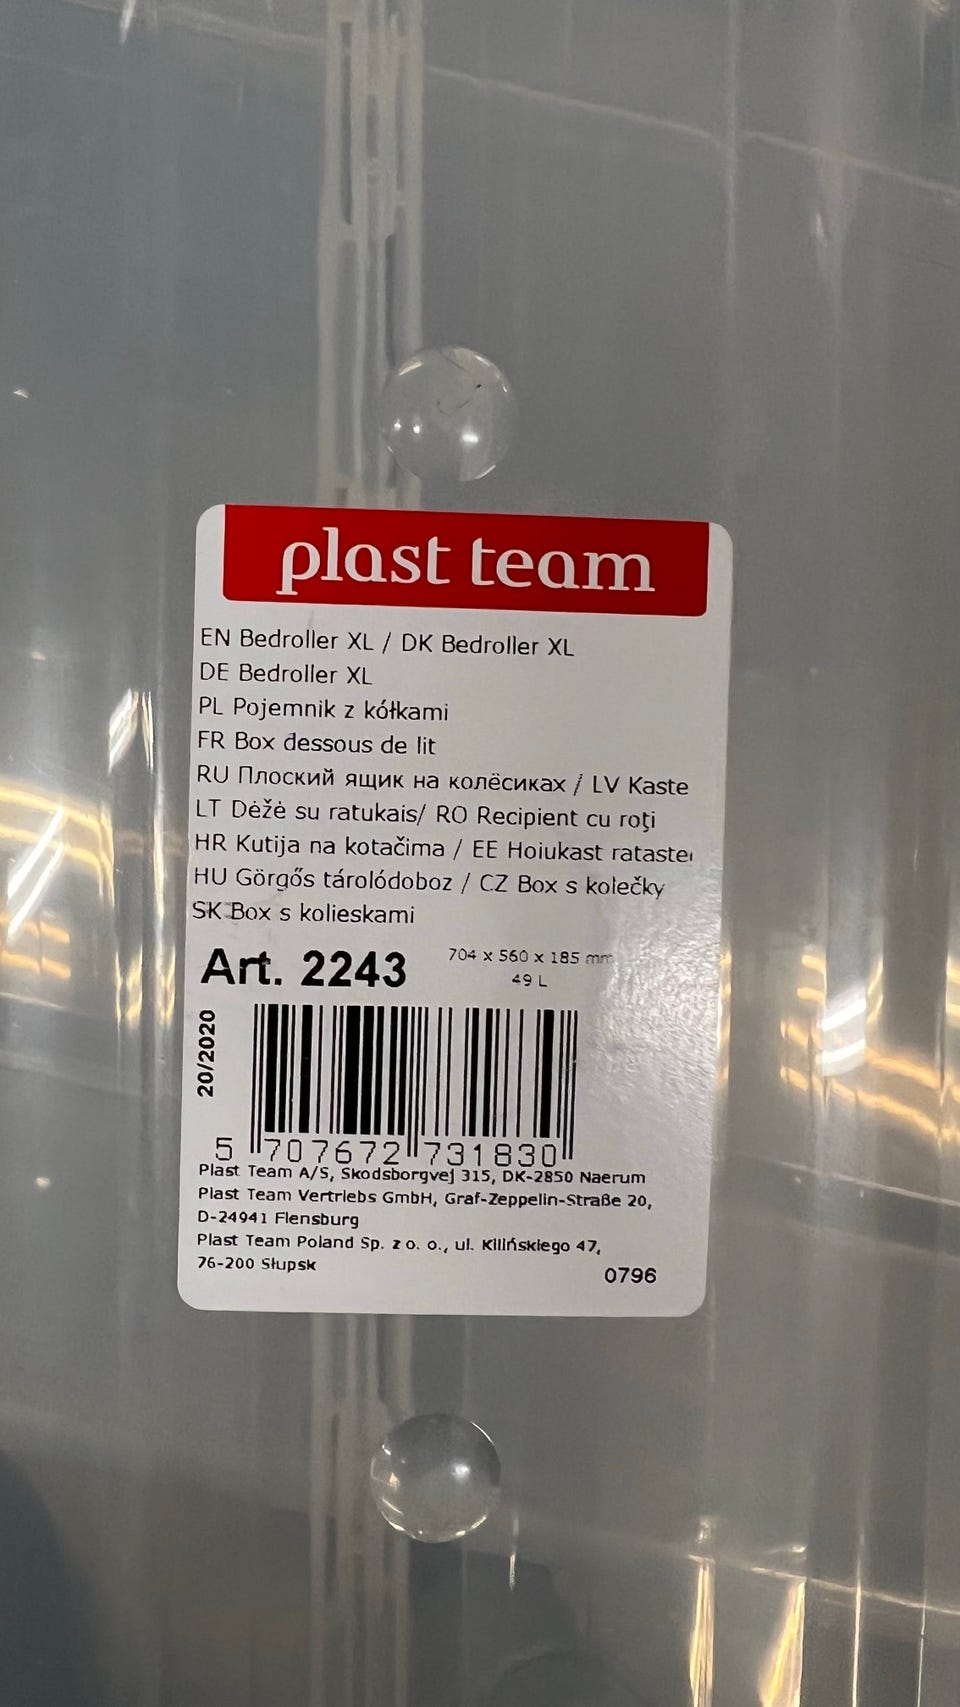 plast team
EN Bedroller XL / DK Bedroller XL
DE Bedroller XL
PL Pojemnik z kółkami
FR Box dessous de lit
RU Плоский ящик на колёсиках / LV Kaste
LT Dėžė su ratukais/ RO Recipient cu roţi
HR Kutija na kotačima / EE Hoiukast rataste
HU Görgős tárolódoboz / CZ Box s kolečky
SK Box s kolieskami
Art. 2243
704 x 560 x 185 mm
49 L
20/2020
5 707672 731830
Plast Team A/S, Skodsborgvej 315, DK-2850 Naerum
Plast Team Vertriebs GmbH, Graf-Zeppelin-Straße 20,
D-24941 Flensburg
Plast Team Poland Sp. z o. o., ul. Kilińskiego 47,
76-200 Słupsk
0796